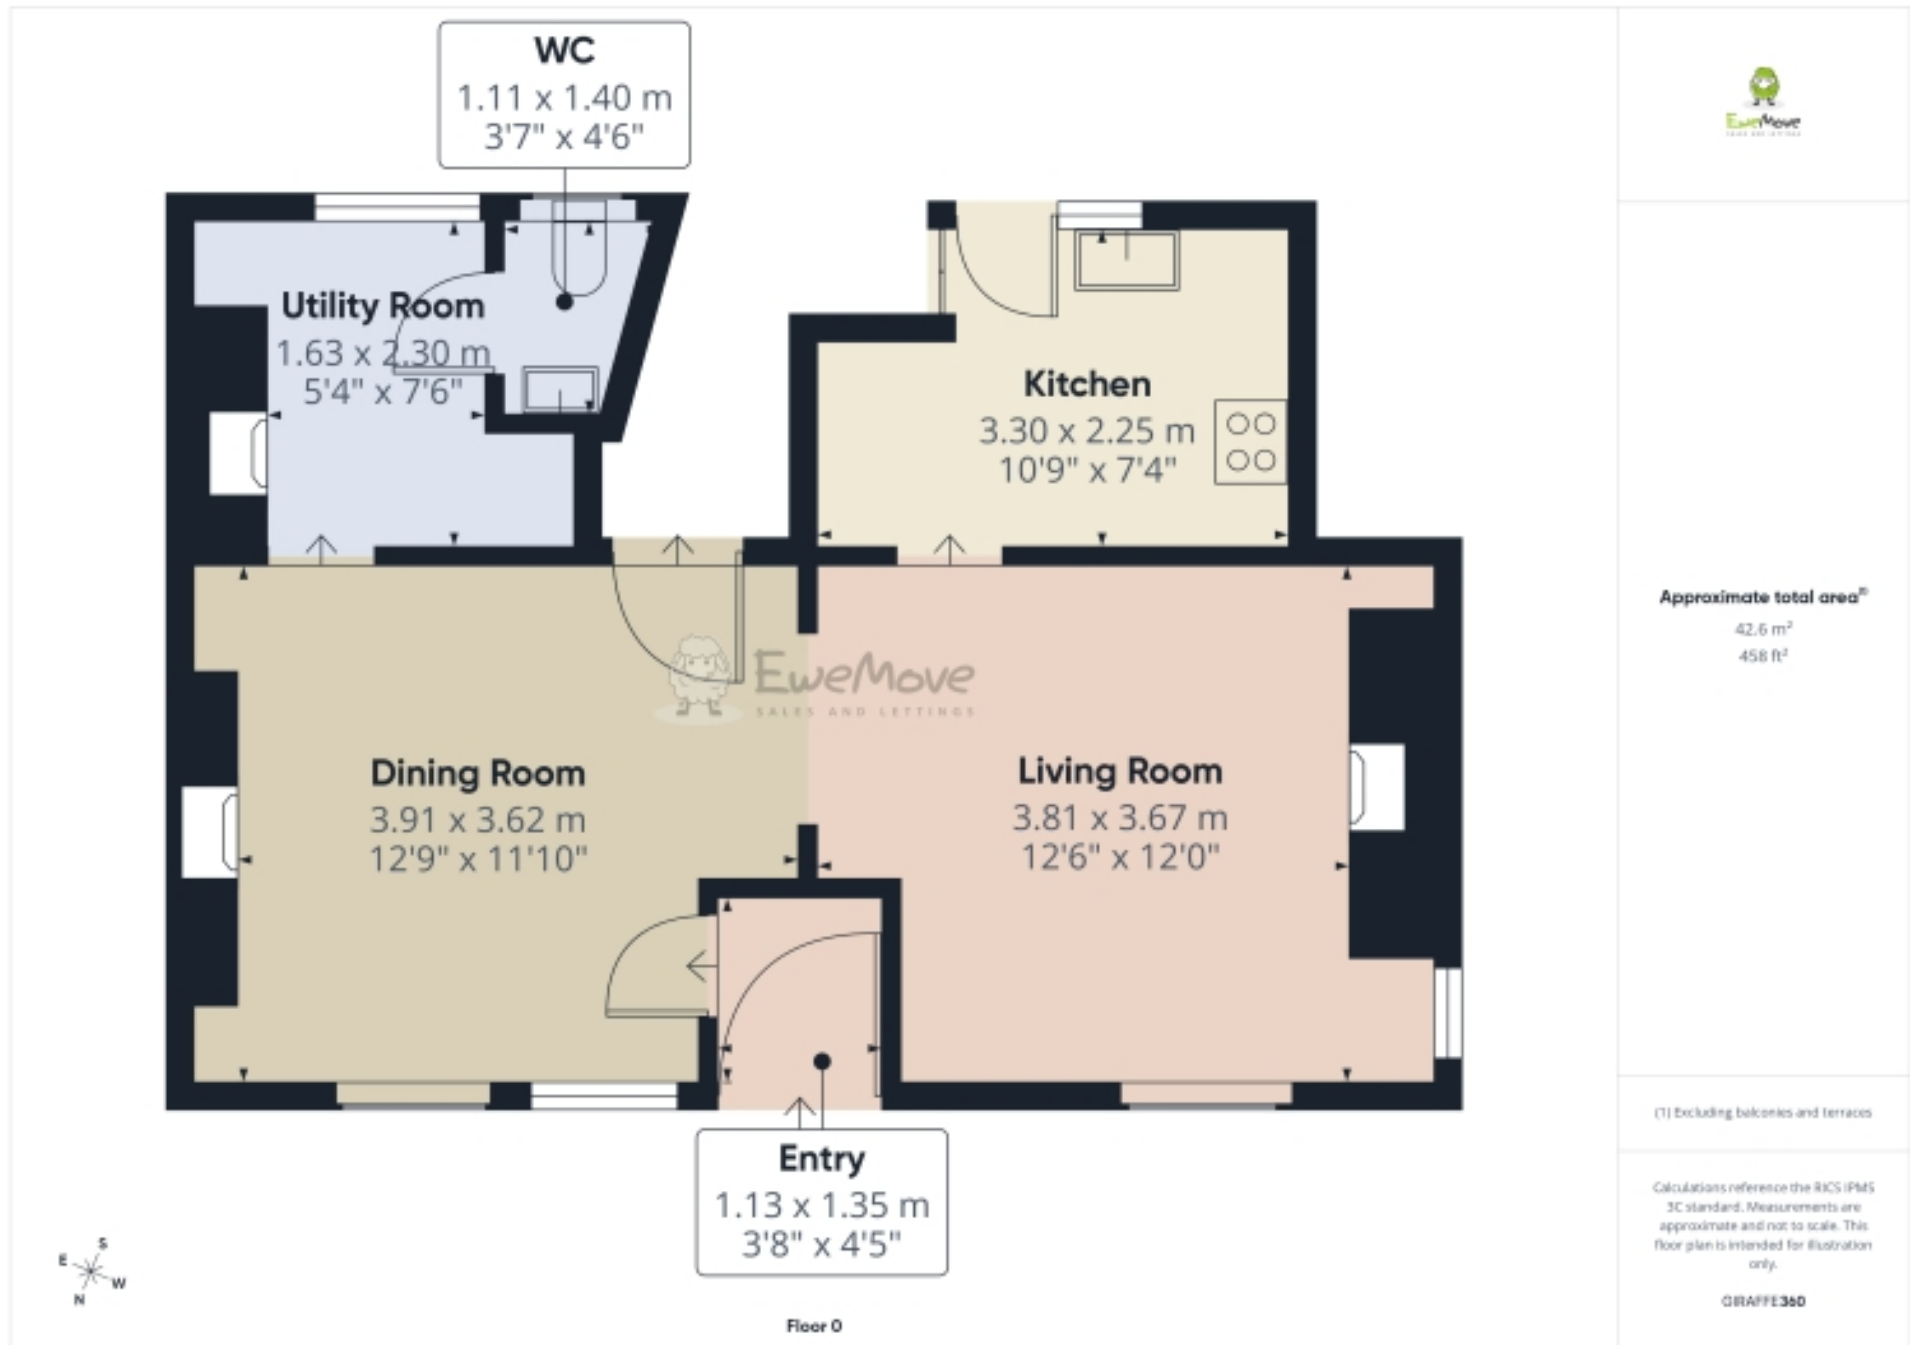 WC
1.11 x 1.40 m
3'7" x 4'6"
Utility Room
1.63 x 2.30 m
5'4" x 7'6"
Kitchen
3.30 x 2.25 m
10'9" x 7'4"
EweMove
SALES AND LETTINGS
Dining Room
3.91 x 3.62 m
12'9" x 11'10"
Living Room
3.81 x 3.67 m
12'6" x 12'0"
Entry
1.13 x 1.35 m
3'8" x 4'5"
S
E
W
N
Floor 0
EweMove
SALES AND LETTINGS
Approximate total area(1)
42.6 m²
458 ft²
(1) Excluding balconies and terraces
Calculations reference the RICS IPMS
3C standard. Measurements are
approximate and not to scale. This
floor plan is intended for illustration
only.
GIRAFFE360